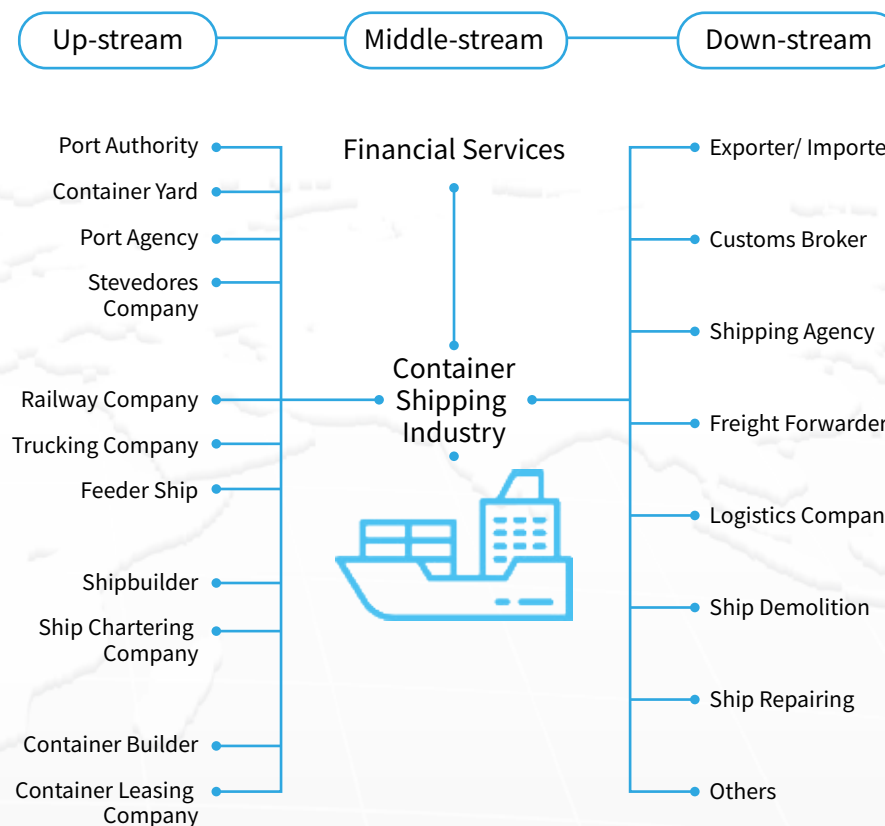 Up-stream
Middle-stream
Down-stream
Port Authority
Container Yard
Port Agency
Stevedores
Company
Railway Company
Trucking Company
Feeder Ship
Shipbuilder
Ship Chartering
Company
Container Builder
Container Leasing
Company
Financial Services
Container
Shipping
Industry
Exporter/ Importe
Customs Broker
Shipping Agency
Freight Forwarder
Logistics Compan
Ship Demolition
Ship Repairing
Others